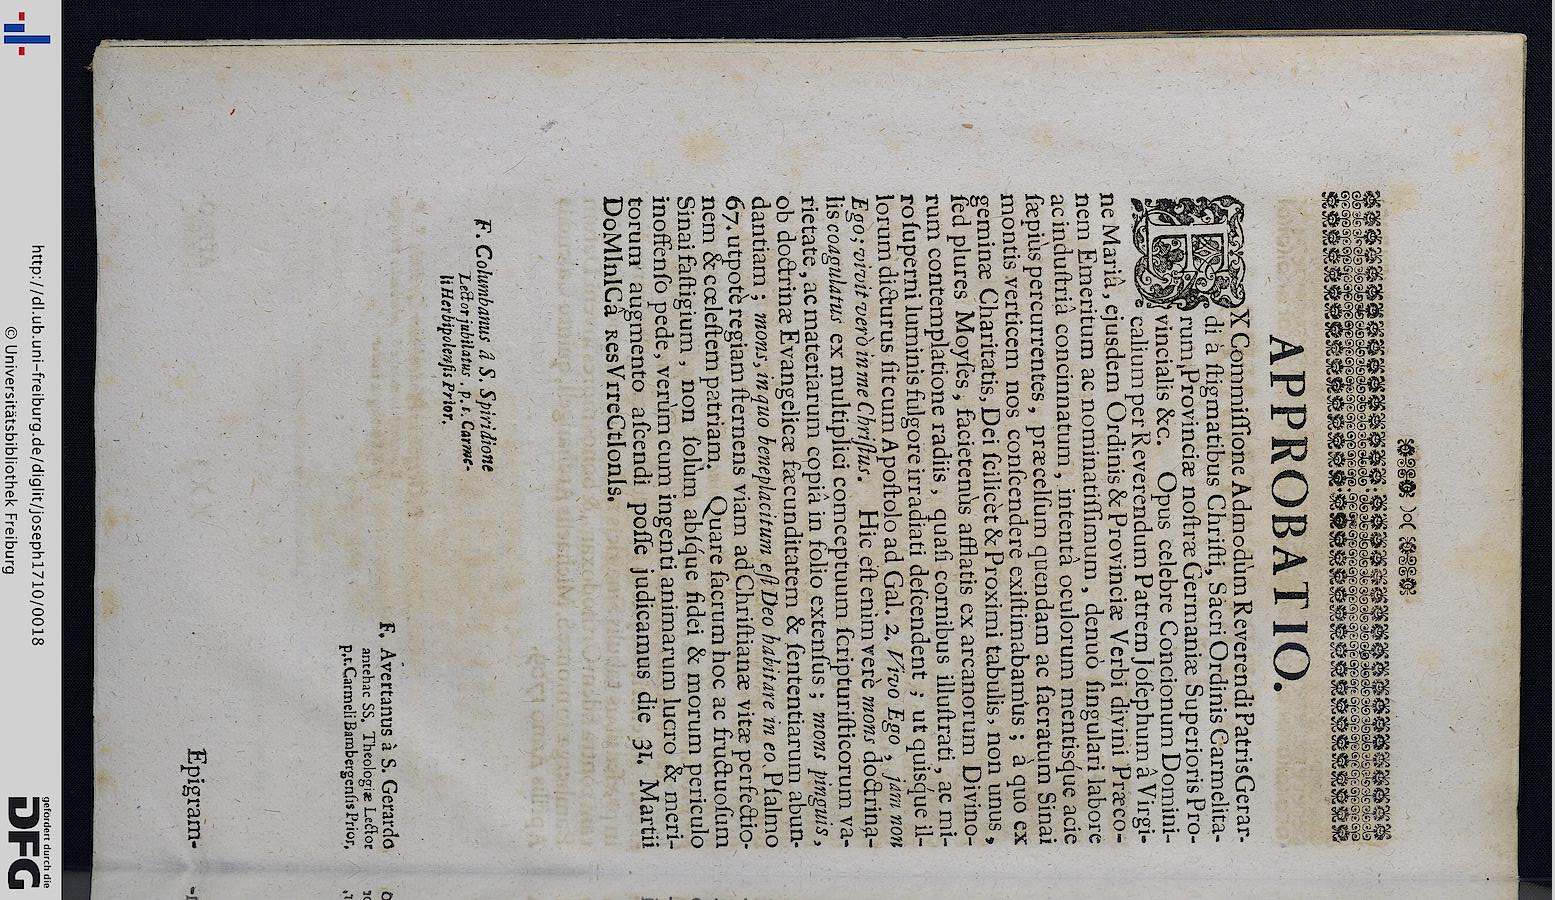 )o(
APPROBATIO.
EX Commiſſione Admodùm Reverendi Patris Gerar-
di à ſtigmatibus Chriſti, Sacri Ordinis Carmelita-
rum, Provinciæ noſtræ Germaniæ Superioris Pro-
vincialis &c. Opus celebre Concionum Domini-
calium per Reverendum Patrem Joſephum à Virgi-
ne Mariâ, ejusdem Ordinis & Provinciæ Verbi divini Præco-
nem Emeritum ac nominatiſſimum, denuò ſingulari labore
ac induſtriâ concinnatum, intentâ oculorum mentisque acie
ſæpiùs percurrentes, præcelſum quendam ac ſacratum Sinai
montis verticem nos conſcendere exiſtimabamus; à quo ex
geminæ Charitatis, Dei ſcilicèt & Proximi tabulis, non unus,
ſed plures Moyſes, facietenùs afflatis ex arcanorum Divino-
rum contemplatione radiis, quaſi cornibus illuſtrati, ac mi-
ro ſuperni luminis fulgore irradiati deſcendent; ut quisque il-
lorum dicturus ſit cum Apoſtolo ad Gal. 2. Vivo Ego, jam non
Ego; vivit verò in me Chriſtus. Hic eſt enim verè mons doctrina-
lis coagulatus ex multiplici conceptuum ſcripturiſticorum va-
rietate, ac materiarum copiâ in folio extenſus; mons pinguis,
ob doctrinæ Evangelicæ fæcunditatem & ſententiarum abun-
dantiam; mons, in quo beneplacitum eſt Deo habitare in eo Pſalmo
67. utpotè regiam ſternens viam ad Chriſtianæ vitæ perfectio-
nem & cœleſtem patriam. Quare ſacrum hoc ac fructuoſum
Sinai faſtigium, non ſolùm abſque fidei & morum periculo
inoffenſo pede, verùm cum ingenti animarum lucro & meri-
torum augmento aſcendi poſſe judicamus die 31. Martii
DoMInICa ResVrreCtIonIs.
F. Columbanus à S. Spiridione
Lector jubilatus, p. t. Carme-
li Herbipolenſis Prior.
F. Avertanus à S. Gerardo
antehac SS. Theologiæ Lector
p. t. Carmeli Bambergenſis Prior.
Epigram-
http://dl.ub.uni-freiburg.de/diglit/joseph1710/0018
© Universitätsbibliothek Freiburg
gefördert durch die
DFG